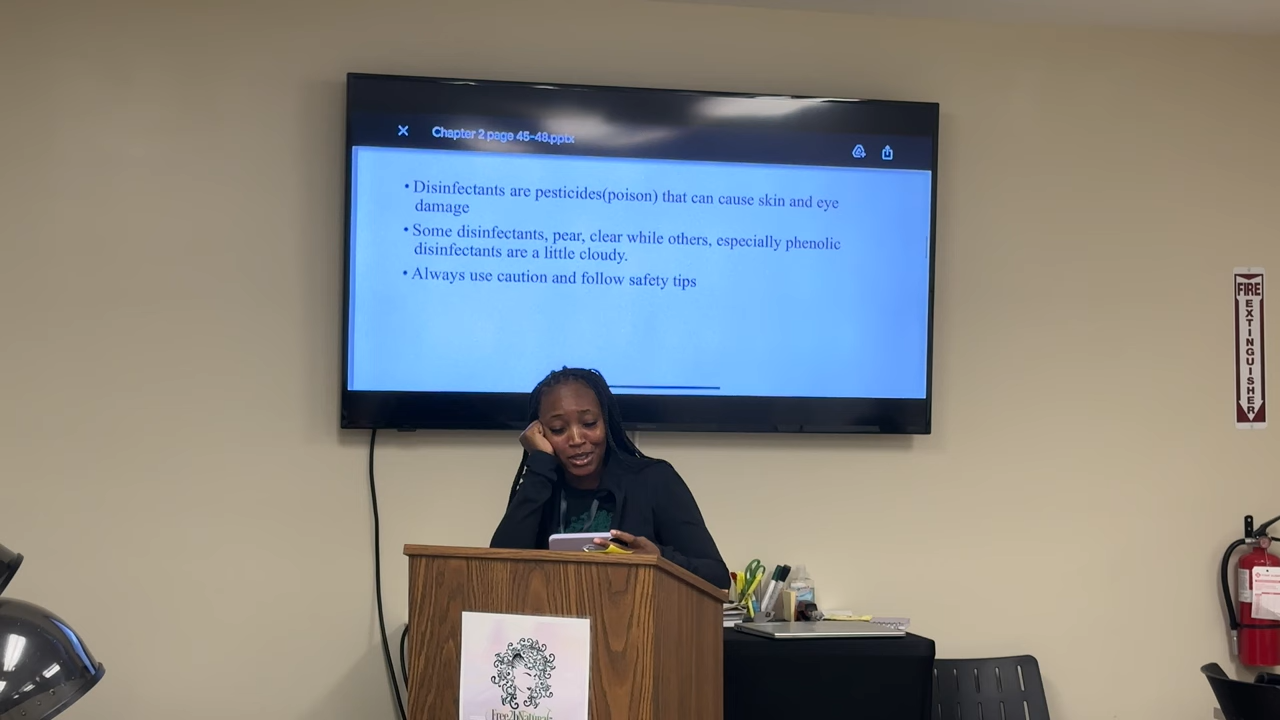 Chapter 2 page 45-48.pptx
• Disinfectants are pesticides(poison) that can cause skin and eye
damage
• Some disinfectants, pear, clear while others, especially phenolic
disinfectants are a little cloudy.
• Always use caution and follow safety tips
FIRE
EXTINGUISHER
Free2bNatural